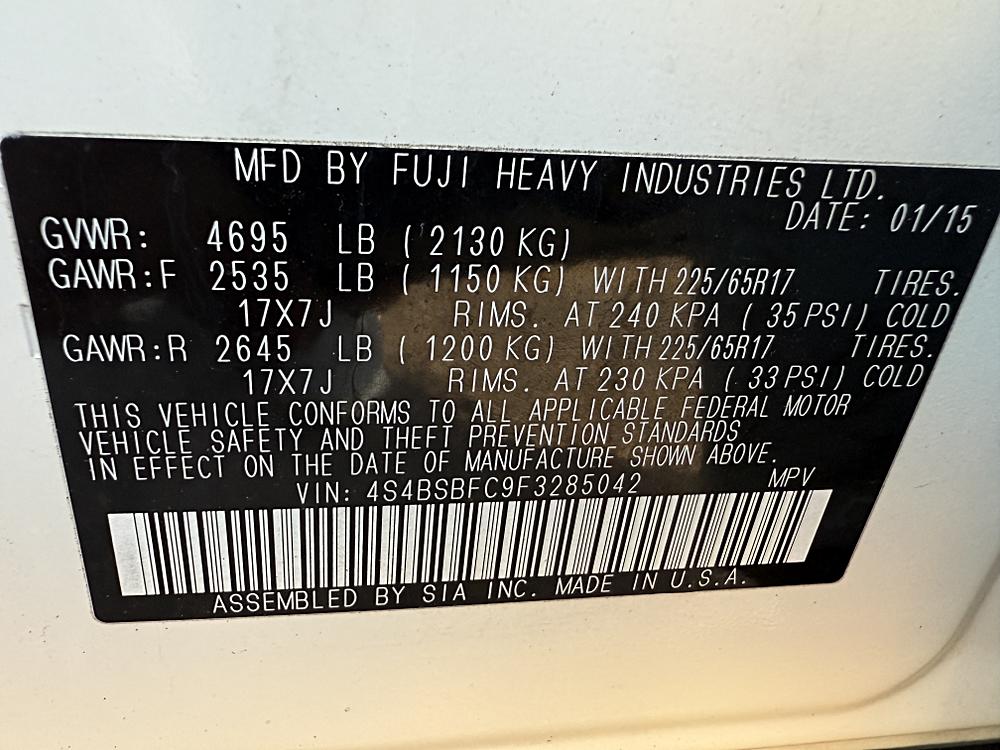 MFD BY FUJI HEAVY INDUSTRIES LTD.
DATE: 01/15
GVWR: 4695 LB (2130 KG)
GAWR:F 2535 LB (1150 KG) WITH 225/65R17 TIRES.
17X7J RIMS. AT 240 KPA (35 PSI) COLD
GAWR:R 2645 LB (1200 KG) WITH 225/65R17 TIRES.
17X7J RIMS. AT 230 KPA (33 PSI) COLD
THIS VEHICLE CONFORMS TO ALL APPLICABLE FEDERAL MOTOR
VEHICLE SAFETY AND THEFT PREVENTION STANDARDS
IN EFFECT ON THE DATE OF MANUFACTURE SHOWN ABOVE.
VIN: 4S4BSBFC9F3285042 MPV
ASSEMBLED BY SIA INC. MADE IN U.S.A.